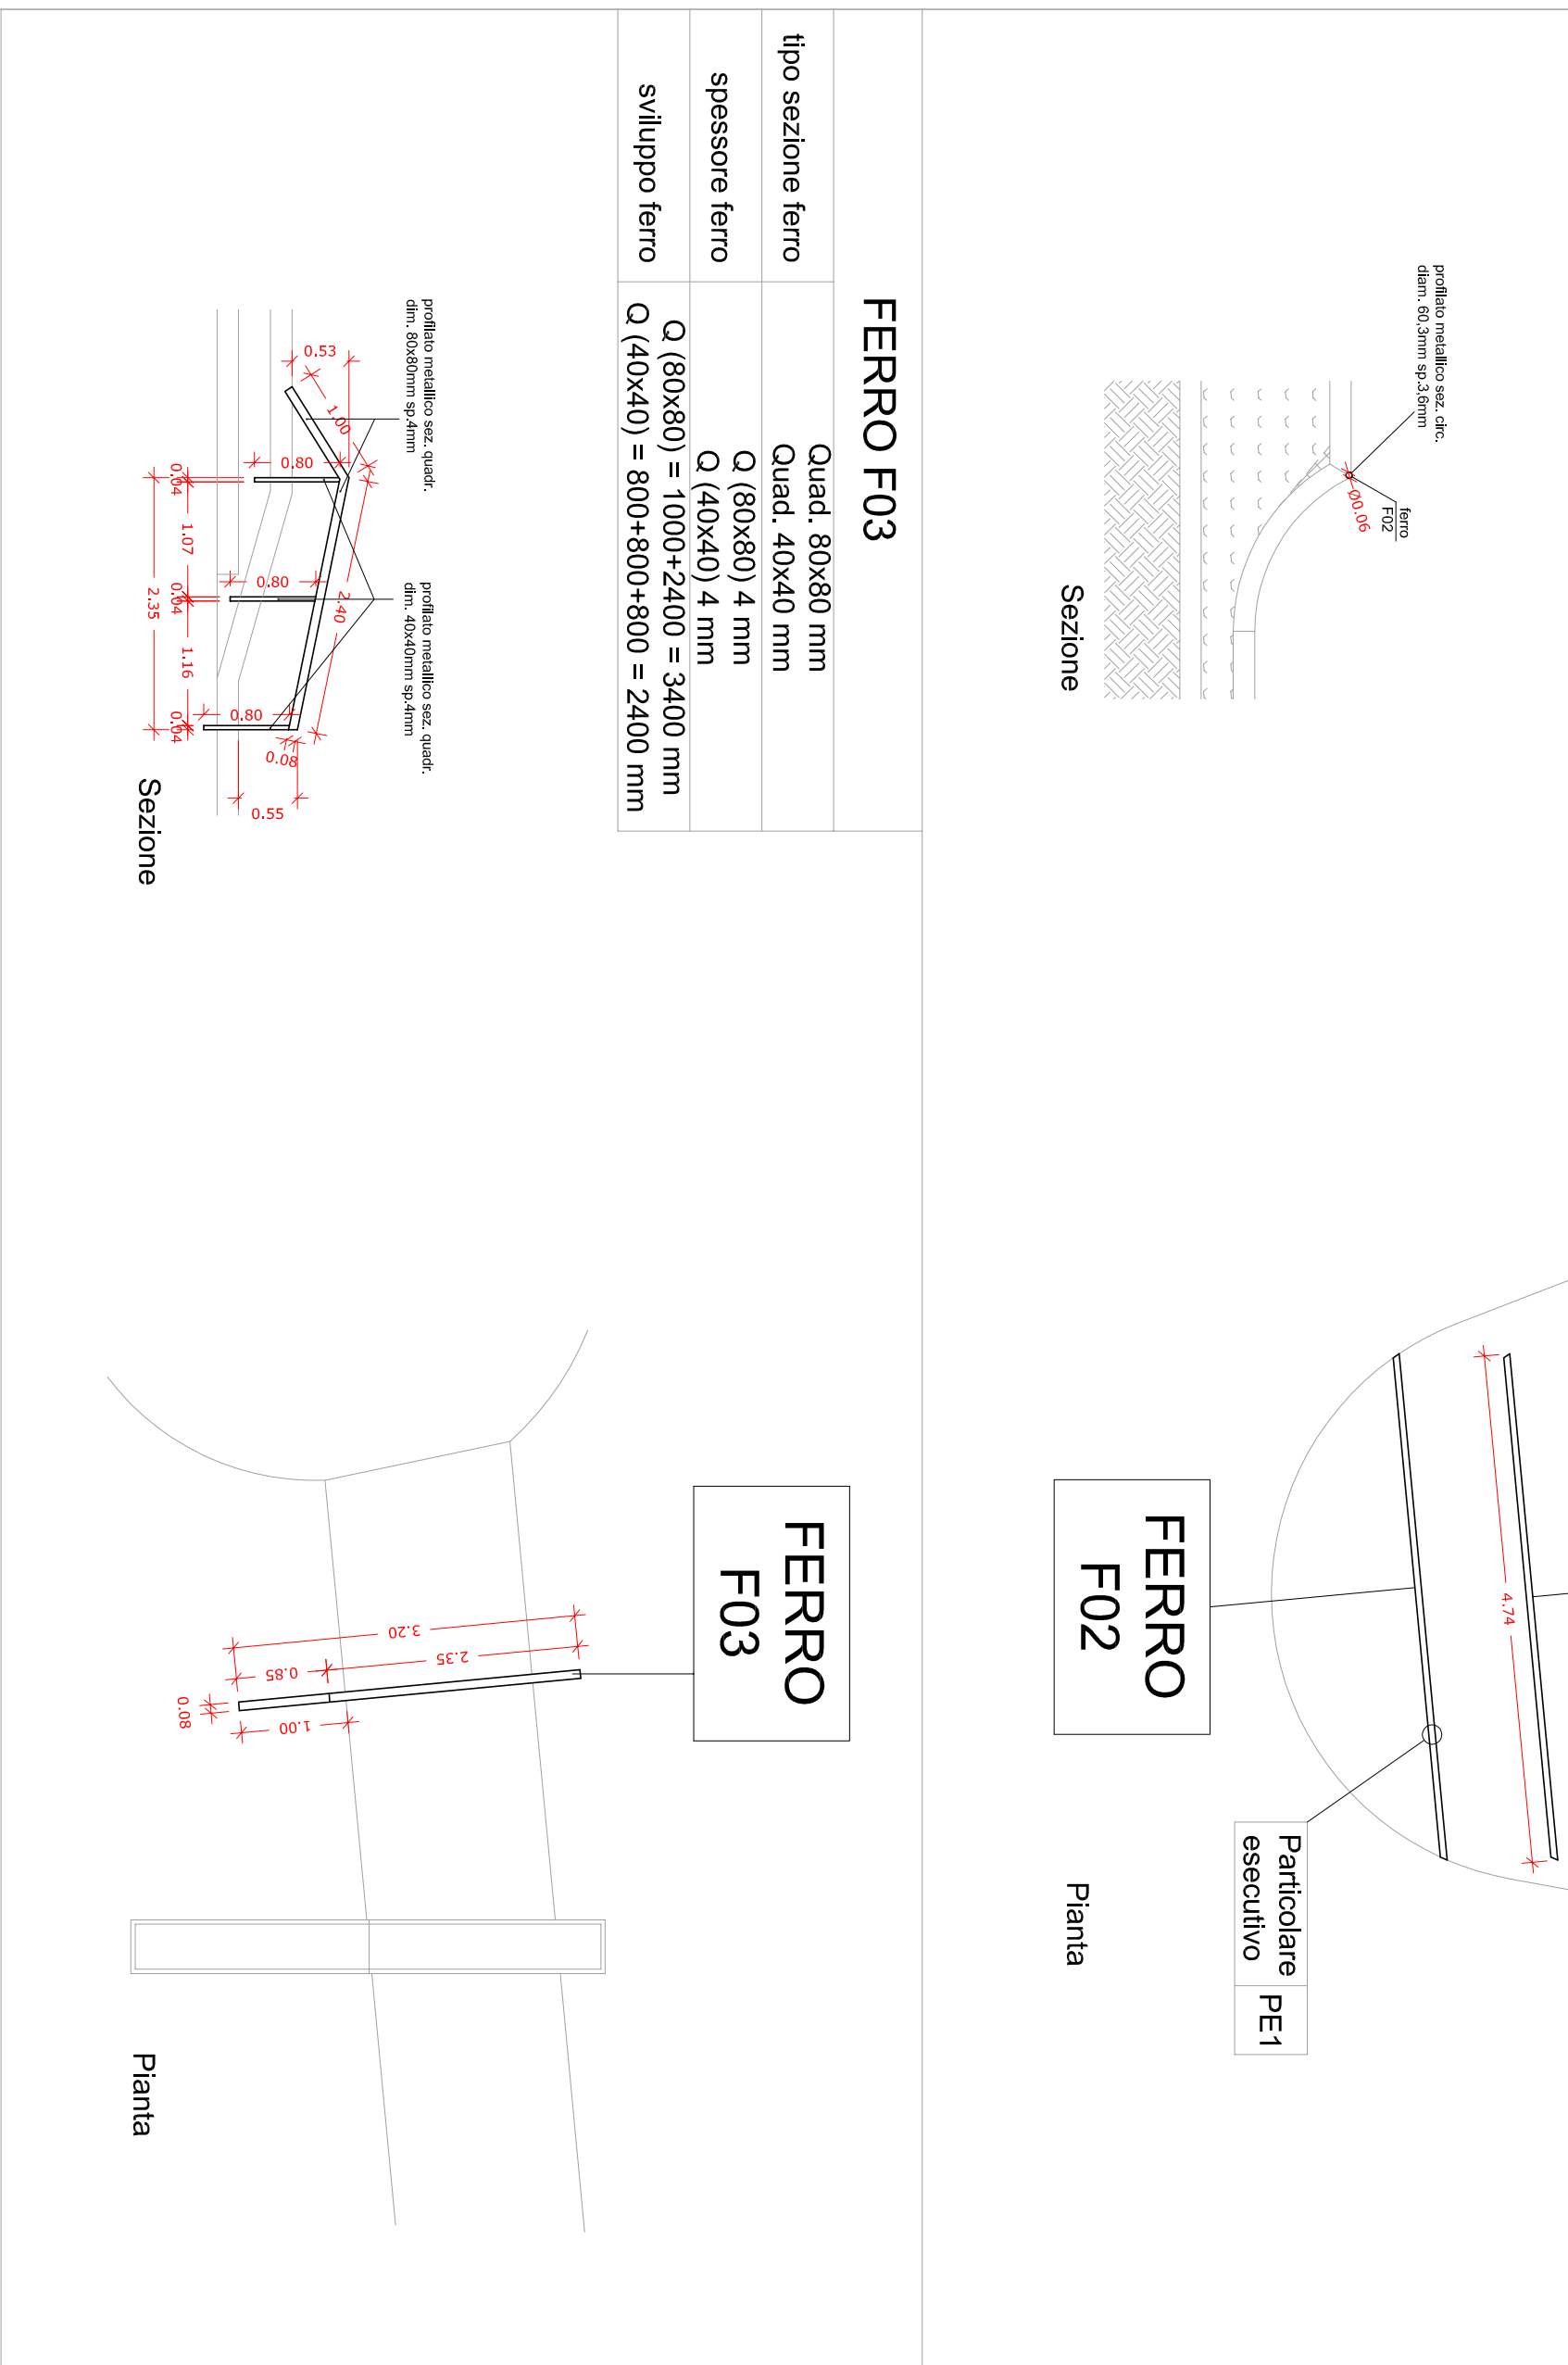 profilato metallico sez. circ.
diam. 60,3mm sp.3,6mm
ferro
F02
Ø0.06
Sezione
4.74
FERRO
F02
Particolare
esecutivo
PE1
Pianta
FERRO F03
tipo sezione ferro
Quad. 80x80 mm
Quad. 40x40 mm
spessore ferro
Q (80x80) 4 mm
Q (40x40) 4 mm
sviluppo ferro
Q (80x80) = 1000+2400 = 3400 mm
Q (40x40) = 800+800+800 = 2400 mm
profilato metallico sez. quadr.
dim. 80x80mm sp.4mm
profilato metallico sez. quadr.
dim. 40x40mm sp.4mm
0.53
1.00
2.40
0.80
0.80
0.80
0.08
0.55
0.04
1.07
0.04
1.16
0.04
2.35
Sezione
FERRO
F03
3.20
2.35
0.85
1.00
0.08
Pianta